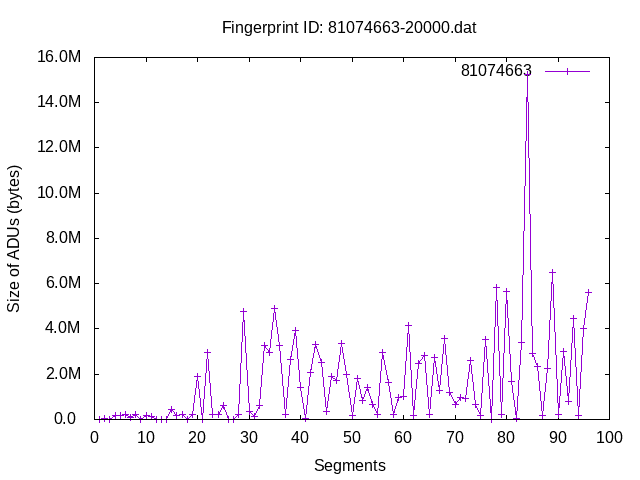 Fingerprint ID: 81074663-20000.dat
81074663
Size of ADUs (bytes)
16.0M
14.0M
12.0M
10.0M
8.0M
6.0M
4.0M
2.0M
0.0
0 10 20 30 40 50 60 70 80 90 100
Segments